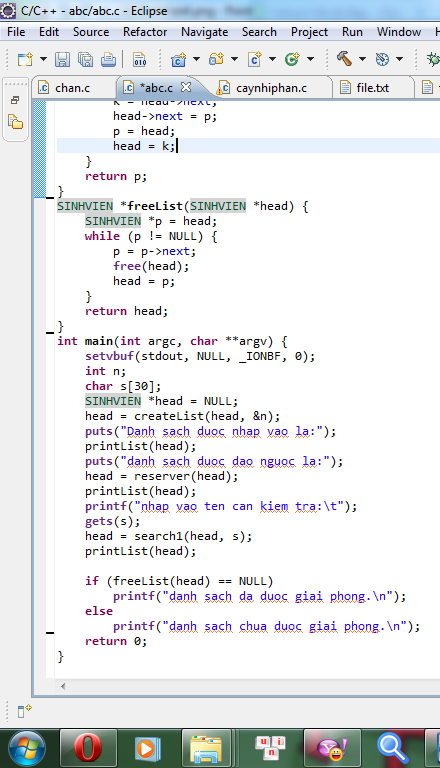 C/C++ - abc/abc.c - Eclipse
File Edit Source Refactor Navigate Search Project Run Window
chan.c *abc.c caynhiphan.c file.txt
k = head->next;
head->next = p;
p = head;
head = k;
}
return p;
}
SINHVIEN *freeList(SINHVIEN *head) {
SINHVIEN *p = head;
while (p != NULL) {
p = p->next;
free(head);
head = p;
}
return head;
}
int main(int argc, char **argv) {
setvbuf(stdout, NULL, _IONBF, 0);
int n;
char s[30];
SINHVIEN *head = NULL;
head = createList(head, &n);
puts("Danh sach duoc nhap vao la:");
printList(head);
puts("danh sach duoc dao nguoc la:");
head = reserver(head);
printList(head);
printf("nhap vao ten can kiem tra:\t");
gets(s);
head = search1(head, s);
printList(head);
if (freeList(head) == NULL)
printf("danh sach da duoc giai phong.\n");
else
printf("danh sach chua duoc giai phong.\n");
return 0;
}